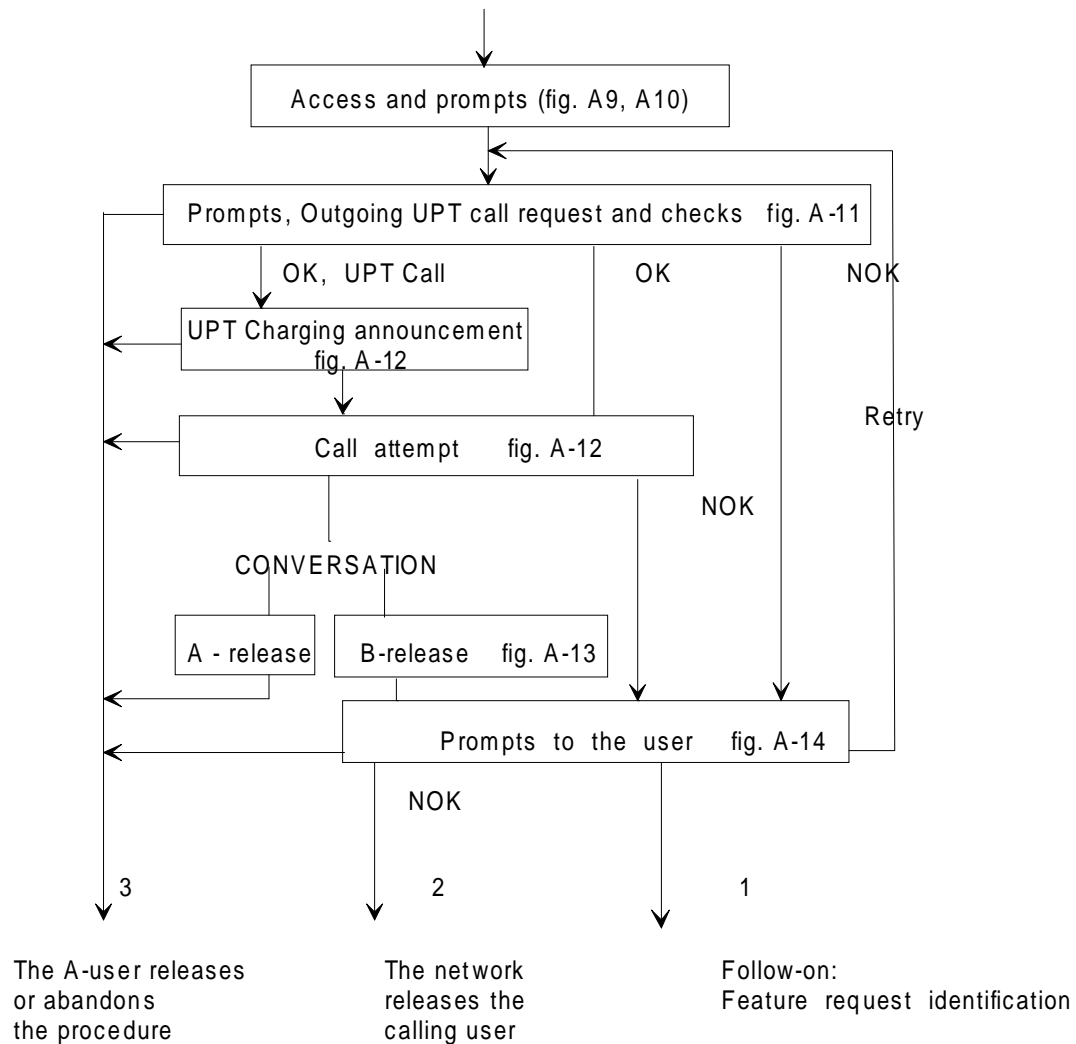 Access and prompts (fig. A9, A10)
Prompts, Outgoing UPT call request and checks fig. A-11
OK, UPT Call
OK
NOK
UPT Charging announcement
fig. A-12
Retry
Call attempt fig. A-12
NOK
CONVERSATION
A - release
B-release fig. A-13
Prompts to the user fig. A-14
NOK
3
2
1
The A-user releases
or abandons
the procedure
The network
releases the
calling user
Follow-on:
Feature request identification